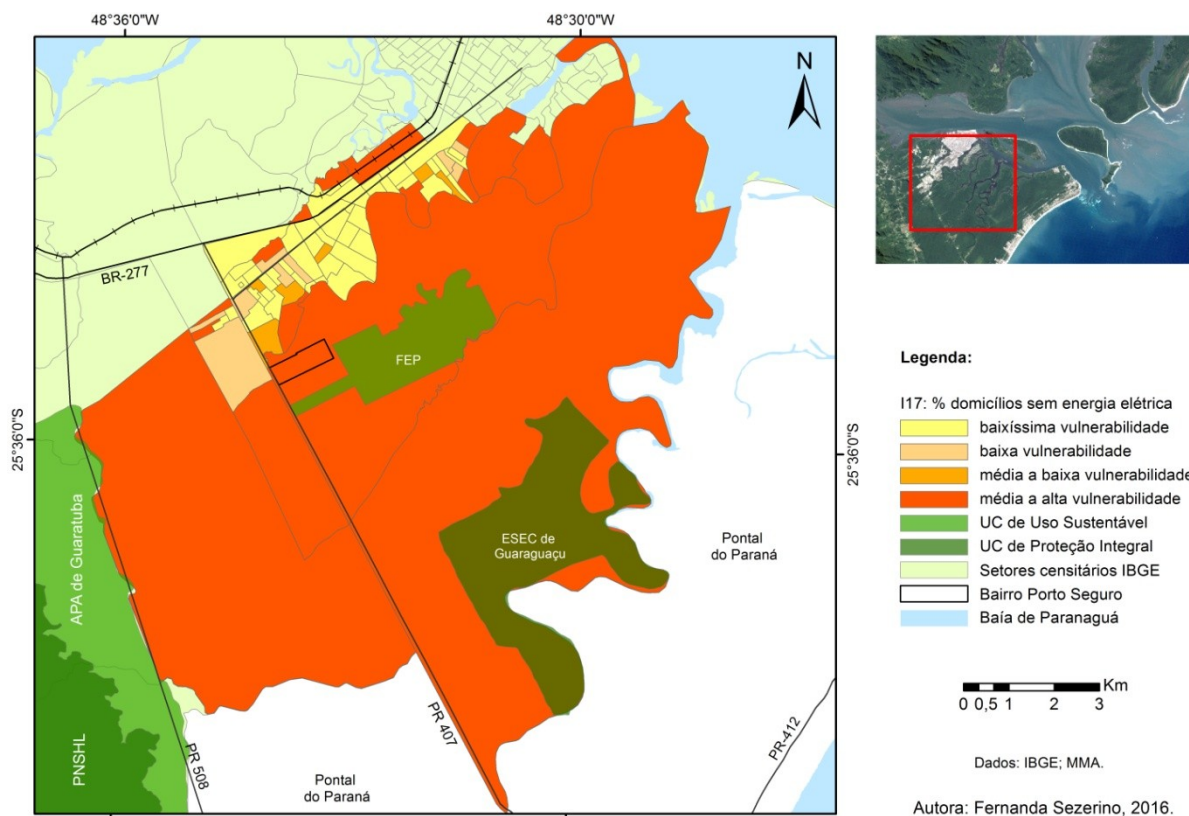 48°36'0"W
48°30'0"W
N
BR-277
FEP
25°36'0"S
25°36'0"S
APA de Guaratuba
ESEC de
Guaraguaçu
Pontal
do Paraná
PNSHL
PR 508
PR 407
PR-412
Pontal
do Paraná
Legenda:
I17: % domicílios sem energia elétrica
baixíssima vulnerabilidade
baixa vulnerabilidade
média a baixa vulnerabilidade
média a alta vulnerabilidade
UC de Uso Sustentável
UC de Proteção Integral
Setores censitários IBGE
Bairro Porto Seguro
Baía de Paranaguá
Km
0 0,5 1 2 3
Dados: IBGE; MMA.
Autora: Fernanda Sezerino, 2016.